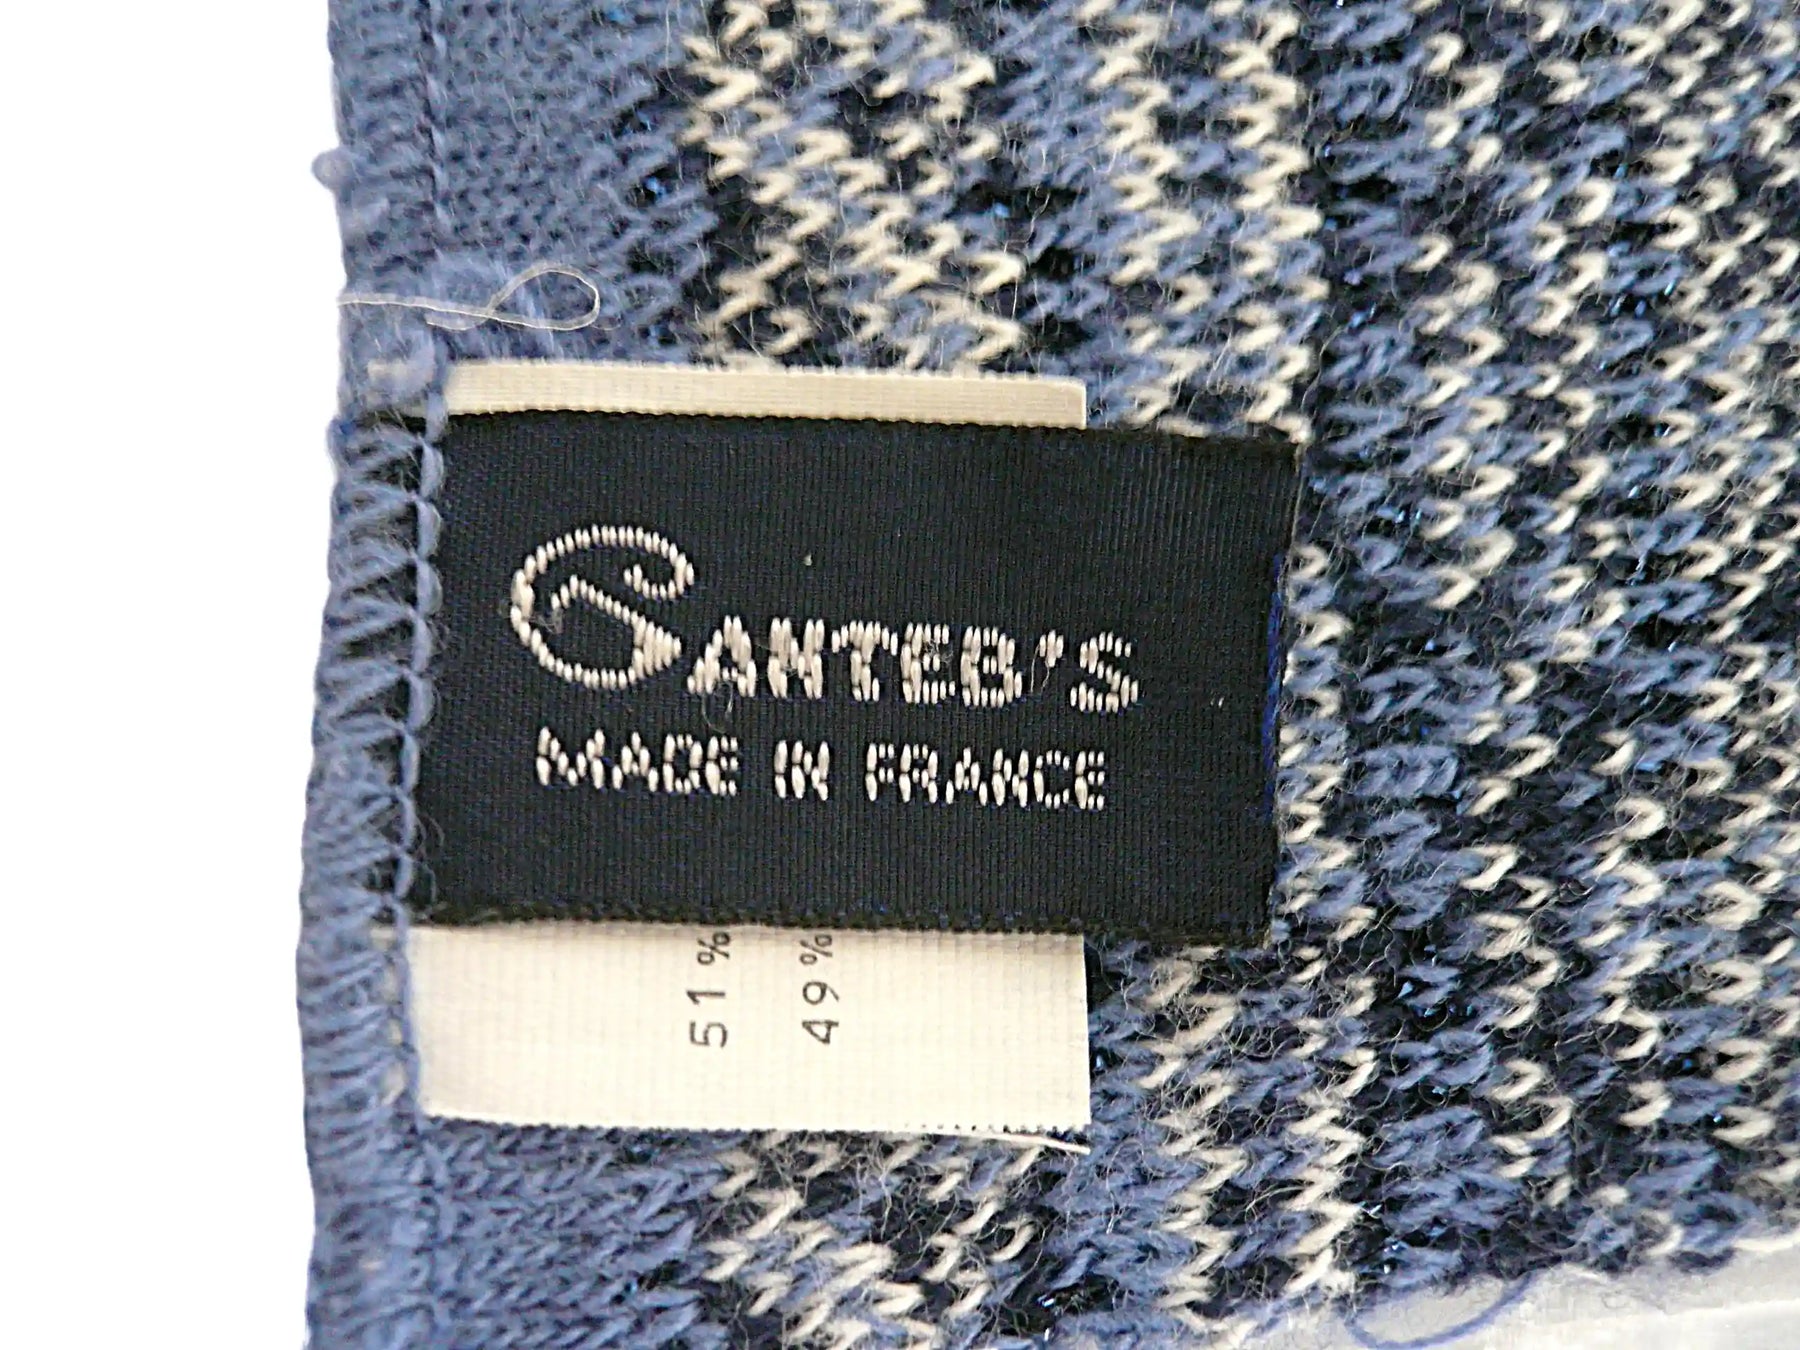 GANTEB'S
MADE IN FRANCE
51%
49%